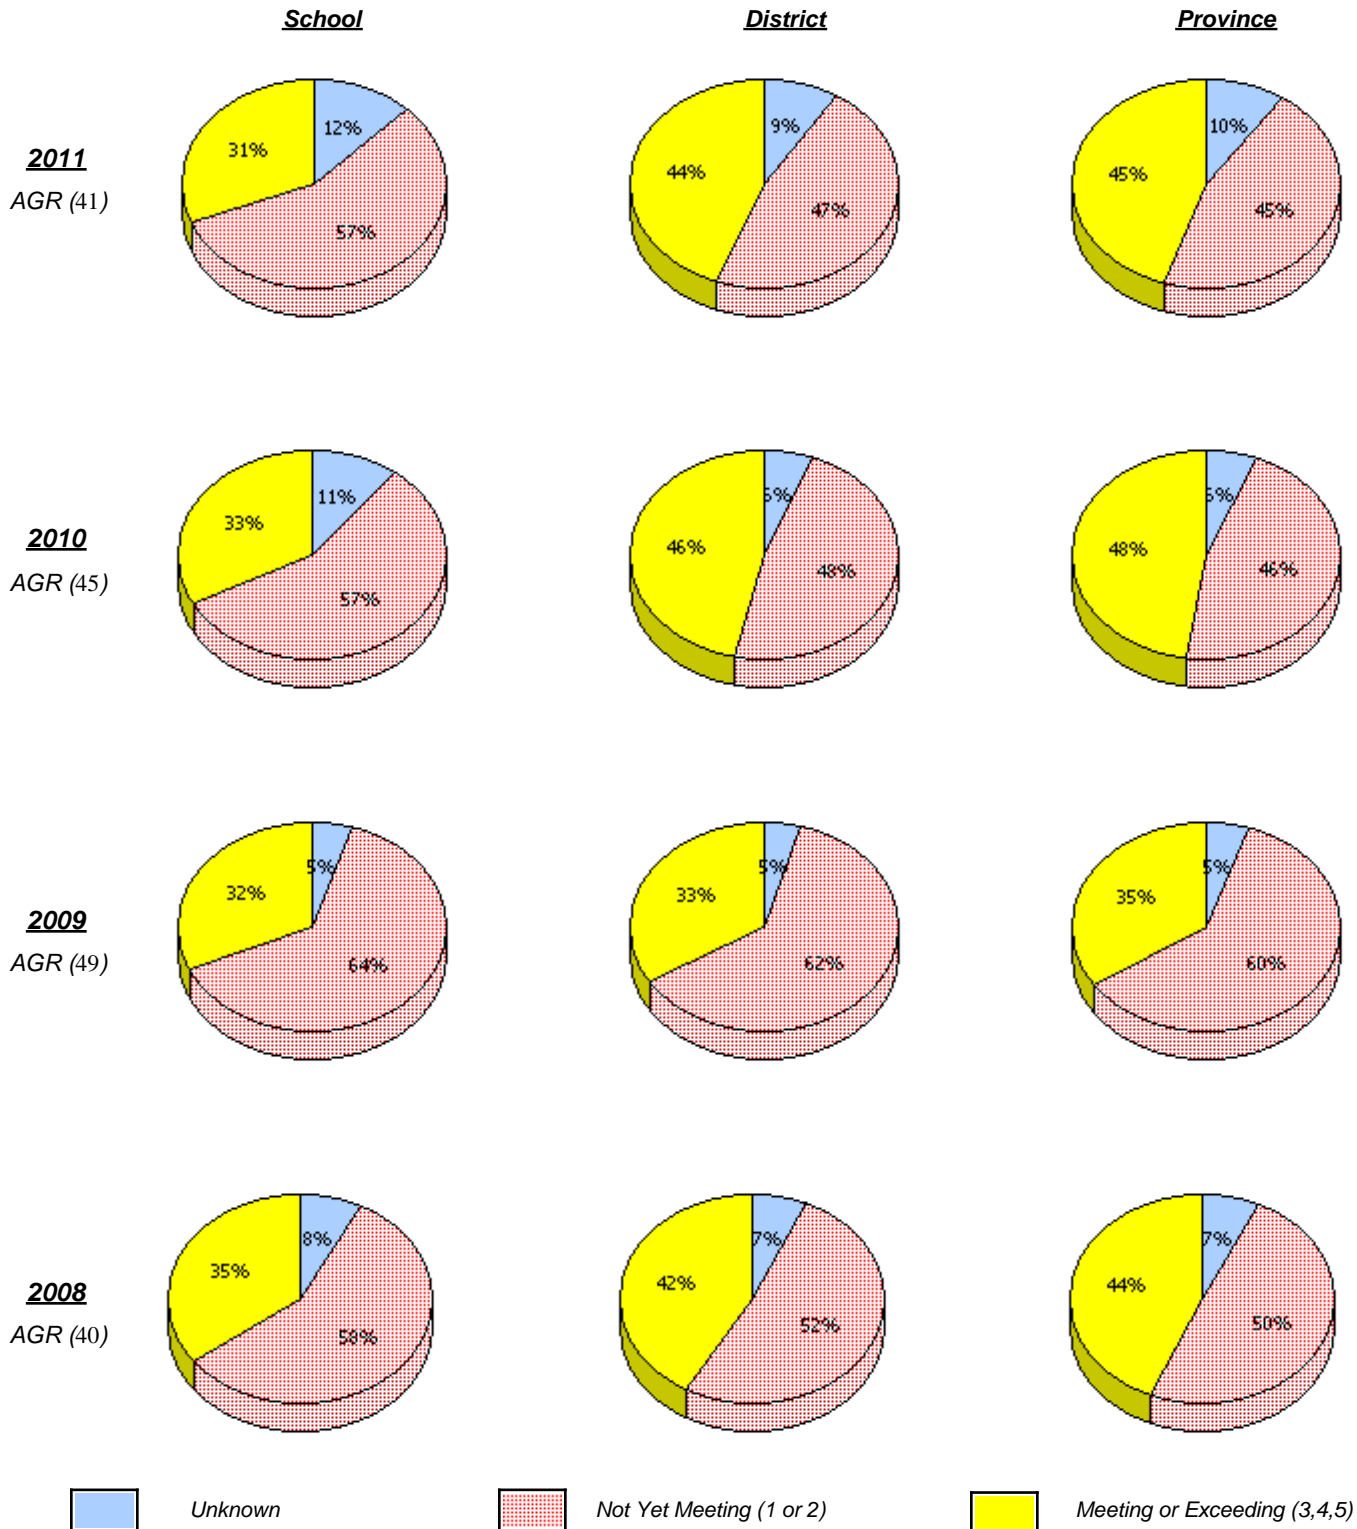 School District Province
12% 9% 10%
31% 44% 45%
2011
AGR (41)
57% 47% 45%
11%
33% 46% 48%
2010
48% 46%
AGR (45)
57%
5% 5% 5%
32% 33% 35%
2009
AGR (49)
64% 62% 60%
8% 7% 7%
35% 42% 44%
2008
58% 52% 50%
AGR (40)
Unknown Not Yet Meeting (1 or 2) Meeting or Exceeding (3,4,5)